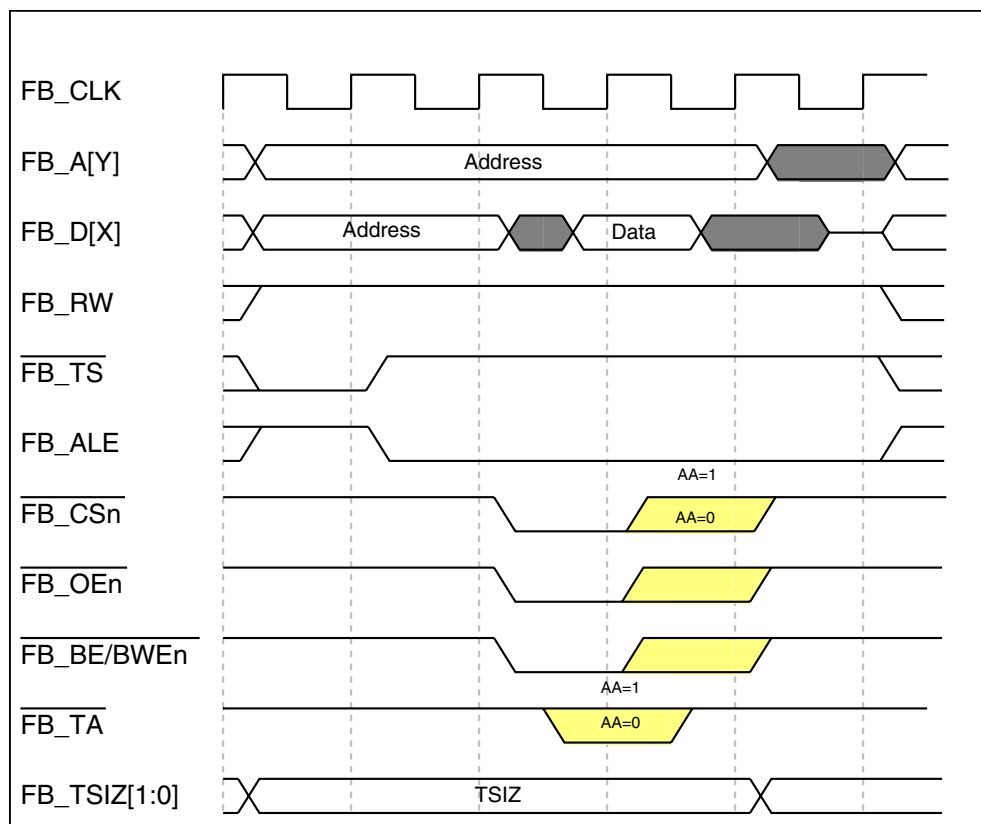 FB_CLK
FB_A[Y] Address
FB_D[X] Address Data
FB_RW
FB_TS
FB_ALE
AA=1
FB_CSn AA=0
FB_OEn
FB_BE/BWEn
AA=1
FB_TA AA=0
FB_TSIZ[1:0] TSIZ